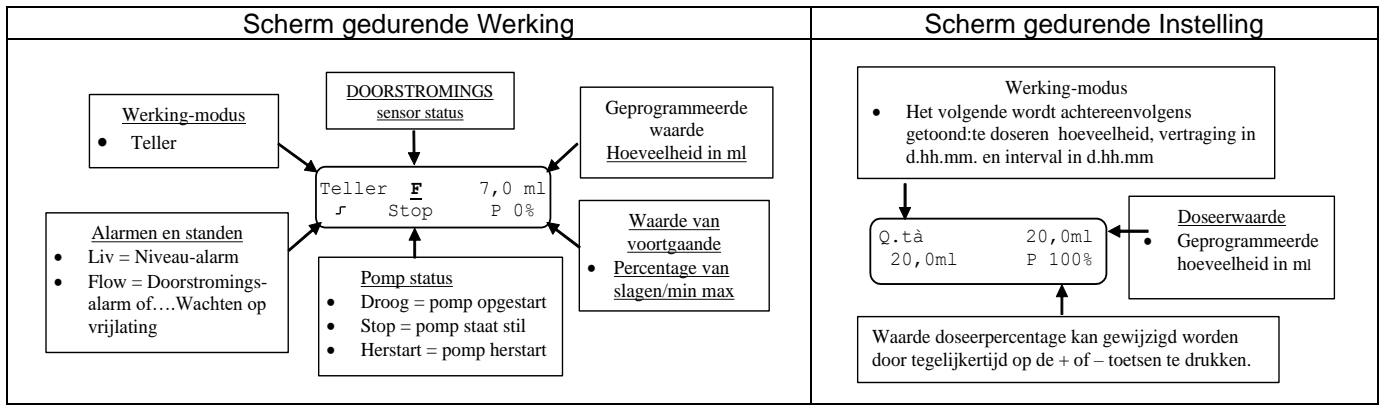 Scherm gedurende Werking
Scherm gedurende Instelling
Werking-modus
• Teller
DOORSTROMINGS
sensor status
Geprogrammeerde
waarde
Hoeveelheid in ml
Teller F 7,0 ml
Stop P 0%
Alarmen en standen
• Liv = Niveau-alarm
• Flow = Doorstromings-
alarm of….Wachten op
vrijlating
Pomp status
• Droog = pomp opgestart
• Stop = pomp staat stil
• Herstart = pomp herstart
Waarde van
voortgaande
• Percentage van
slagen/min max
Werking-modus
• Het volgende wordt achtereenvolgens
getoond:te doseren hoeveelheid, vertraging in
d.hh.mm. en interval in d.hh.mm
Q.tà 20,0ml
20,0ml P 100%
Doseerwaarde
• Geprogrammeerde
hoeveelheid in ml
Waarde doseerpercentage kan gewijzigd worden
door tegelijkertijd op de + of – toetsen te drukken.